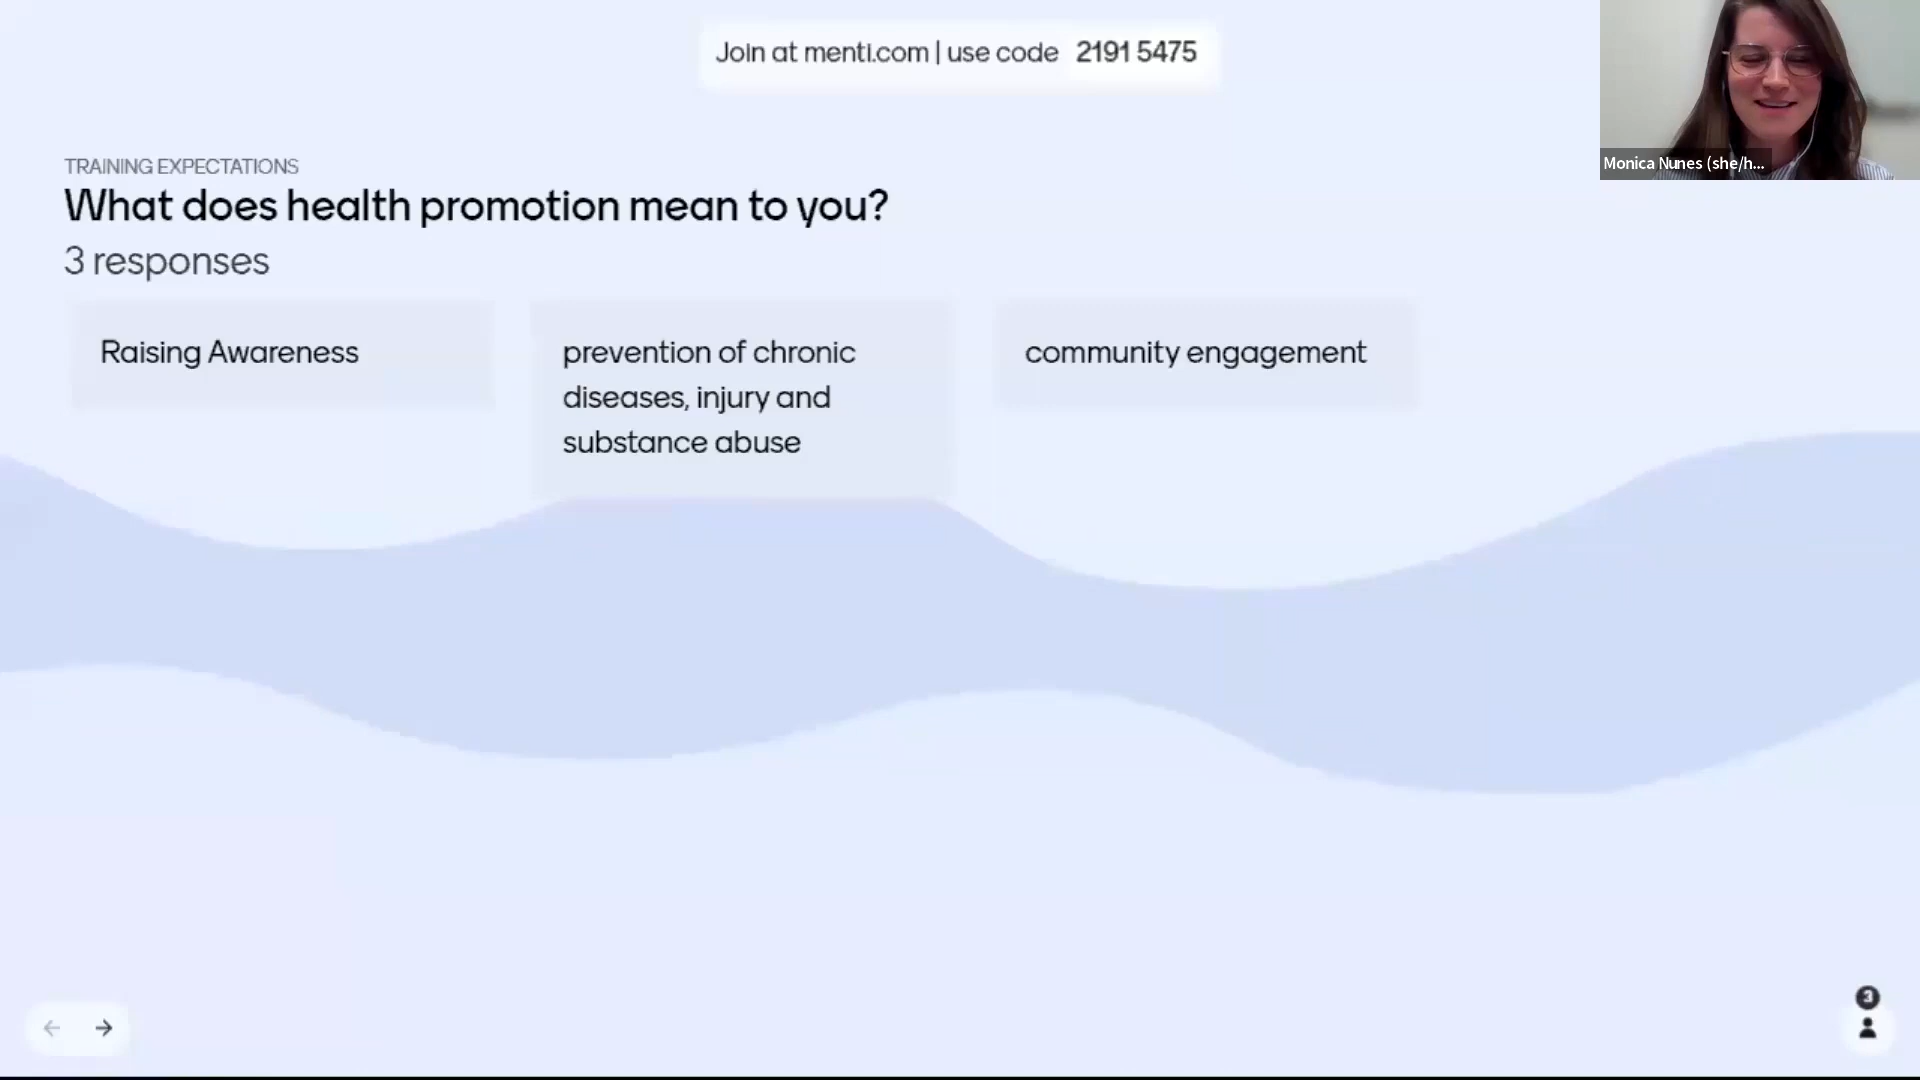 Join at menti.com | use code 2191 5475
Monica Nunes (she/h...
TRAINING EXPECTATIONS
What does health promotion mean to you?
3 responses
Raising Awareness
prevention of chronic
diseases, injury and
substance abuse
community engagement
3